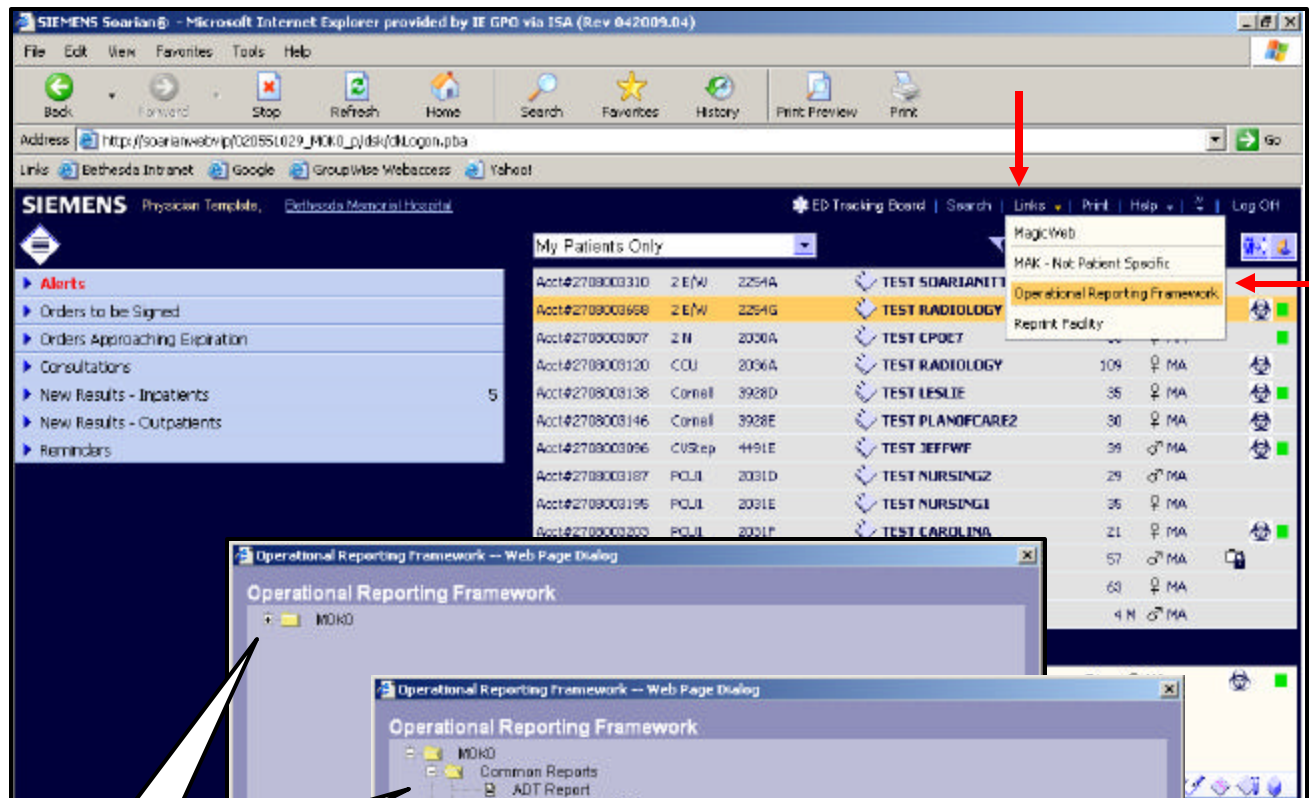 SIEMENS Soarian® - Microsoft Internet Explorer provided by IE GPO via ISA (Rev 042009.04)
File Edit View Favorites Tools Help
Back Forward Stop Refresh Home Search Favorites History Print Preview Print
Address http://soarianwebvip/020551029_M0K0_p/dsk/dkLogon.pba Go
Links Bethesda Intranet Google GroupWise Webaccess Yahoo!
SIEMENS Physician Template, Bethesda Memorial Hospital ED Tracking Board | Search | Links | Print | Help | Log Off
My Patients Only
MagicWeb
MAK - Not Patient Specific
Operational Reporting Framework
Reprint Facility
Alerts
Orders to be Signed
Orders Approaching Expiration
Consultations
New Results - Inpatients 5
New Results - Outpatients
Reminders
Acct#2708003310 2 E/W 2254A TEST SOARIANITT
Acct#2708003698 2 E/W 2254G TEST RADIOLOGY
Acct#2708003807 2 N 2030A TEST CPOE7
Acct#2708003120 CCU 2036A TEST RADIOLOGY 109 ♀ MA
Acct#2708003138 Cornell 3928D TEST LESLIE 35 ♀ MA
Acct#2708003146 Cornell 3928E TEST PLANOFCARE2 30 ♀ MA
Acct#2708003096 CVStep 4491E TEST JEFFWF 39 ♂ MA
Acct#2708003187 PCU1 2031D TEST NURSING2 29 ♂ MA
Acct#2708003195 PCU1 2031E TEST NURSING1 35 ♀ MA
Acct#2708003203 PCU1 2031F TEST CAROLINA 21 ♀ MA
57 ♂ MA
63 ♀ MA
4 M ♂ MA
Operational Reporting Framework -- Web Page Dialog
Operational Reporting Framework
M0K0
Operational Reporting Framework -- Web Page Dialog
Operational Reporting Framework
M0K0
Common Reports
ADT Report